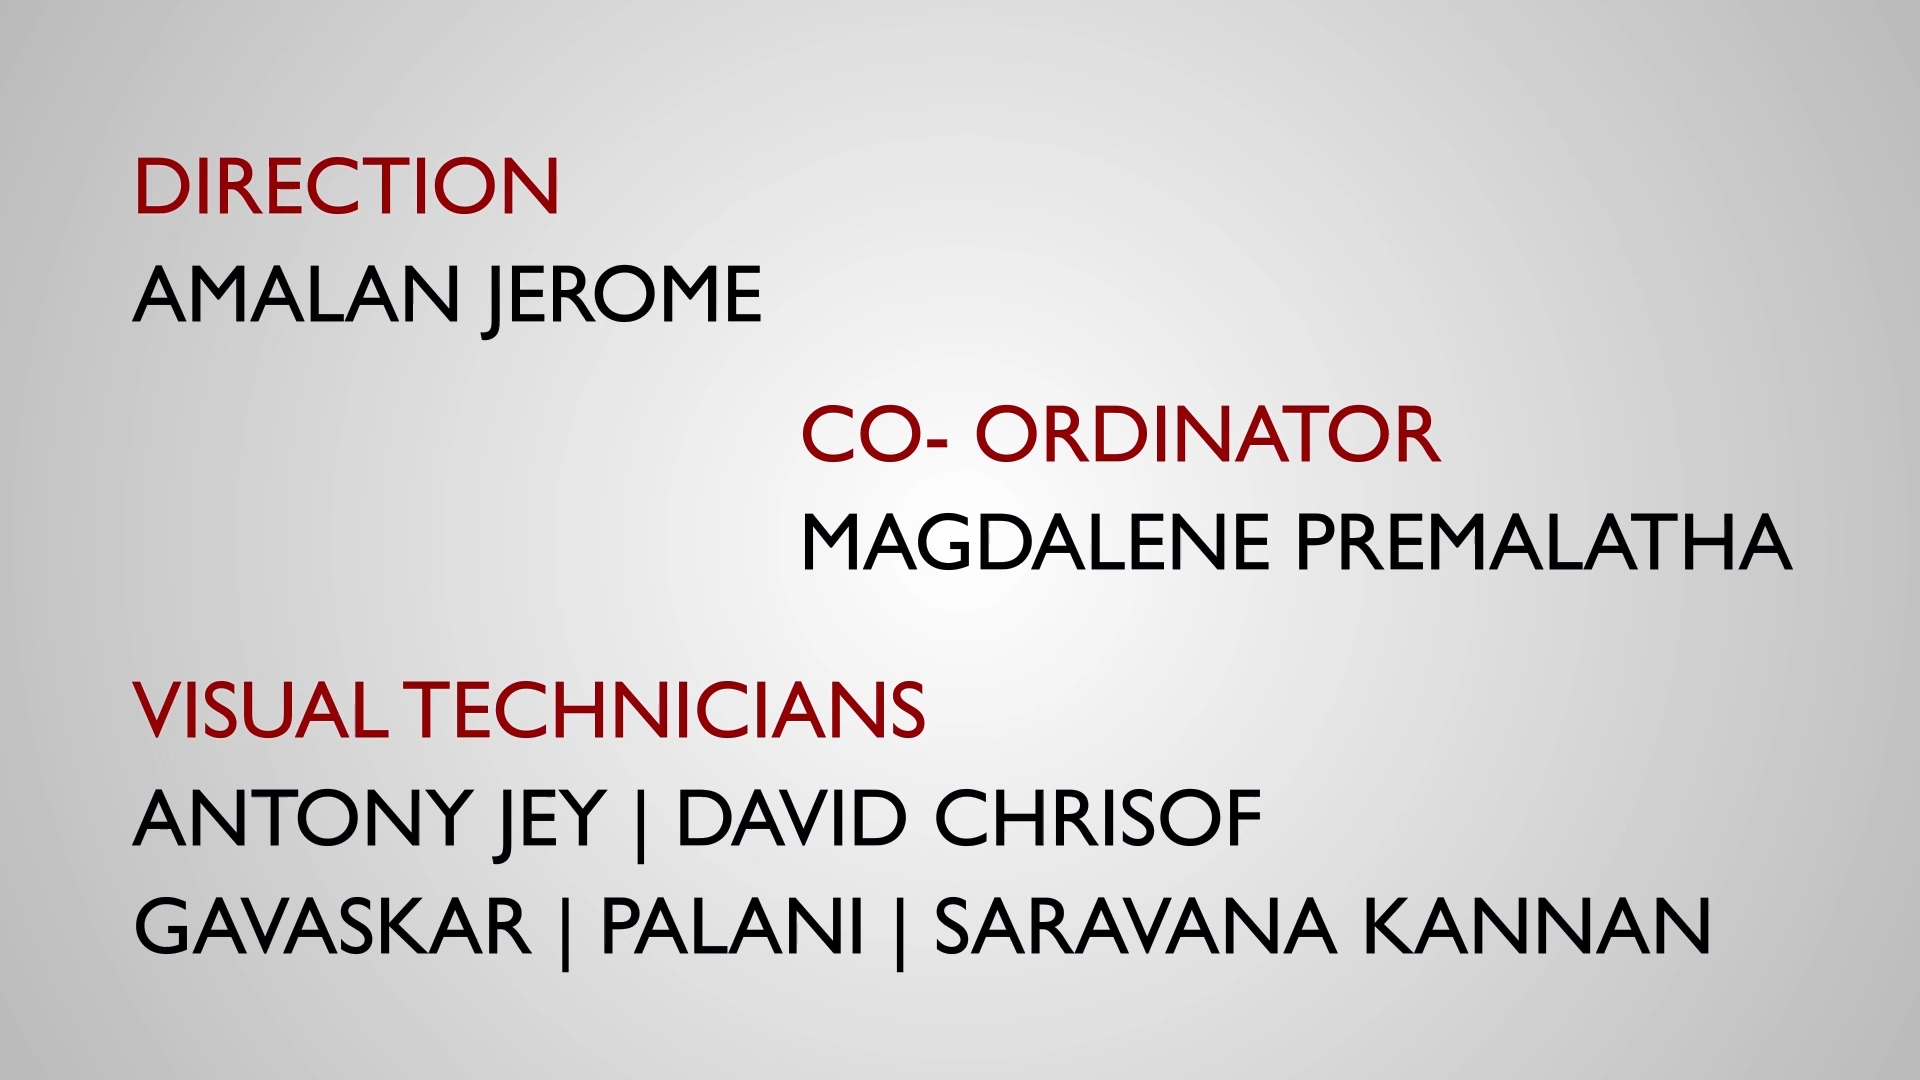 DIRECTION
AMALAN JEROME
CO- ORDINATOR
MAGDALENE PREMALATHA
VISUAL TECHNICIANS
ANTONY JEY | DAVID CHRISOF
GAVASKAR | PALANI | SARAVANA KANNAN